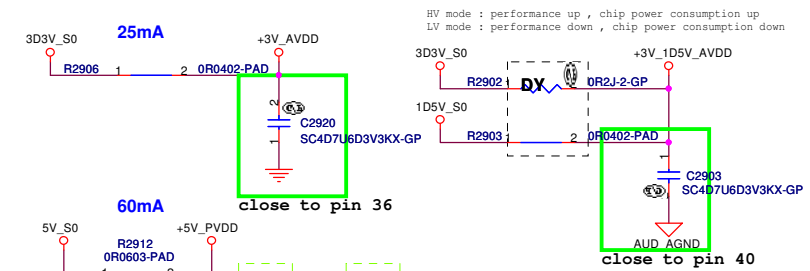 HV mode : performance up , chip power consumption up
LV mode : performance down , chip power consumption down
25mA
3D3V_S0
+3V_AVDD
R2906 1 2 0R0402-PAD
2
C2920
SC4D7U6D3V3KX-GP
1
close to pin 36
3D3V_S0
+3V_1D5V_AVDD
R2902 1 DY 0R2J-2-GP
1D5V_S0
R2903 1 2 0R0402-PAD
1
C2903
SC4D7U6D3V3KX-GP
AUD_AGND
close to pin 40
60mA
5V_S0
+5V_PVDD
R2912
0R0603-PAD